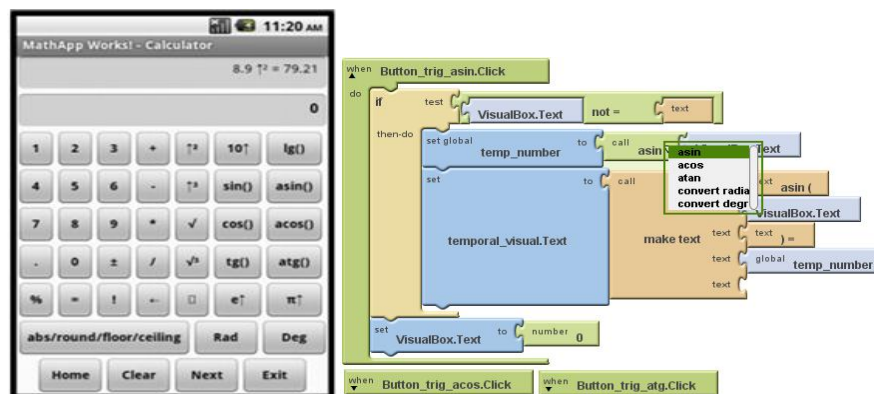 11:20 AM
MathApp Works! - Calculator
8.9 ↑² = 79.21
0
1 2 3 + ↑² 10↑ lg()
4 5 6 - ↑³ sin() asin()
7 8 9 * √ cos() acos()
. 0 ± / √³ tg() atg()
% = ! ← e↑ π↑
abs/round/floor/ceiling Rad Deg
Home Clear Next Exit
when Button_trig_asin.Click
do
if test VisualBox.Text not = text
then-do
set global temp_number to call asin
asin
acos
atan
convert radia
convert degr
set temporal_visual.Text to call make text
text asin (
VisualBox.Text
text text ) =
text global temp_number
text
set VisualBox.Text to number 0
when Button_trig_acos.Click
when Button_trig_atg.Click